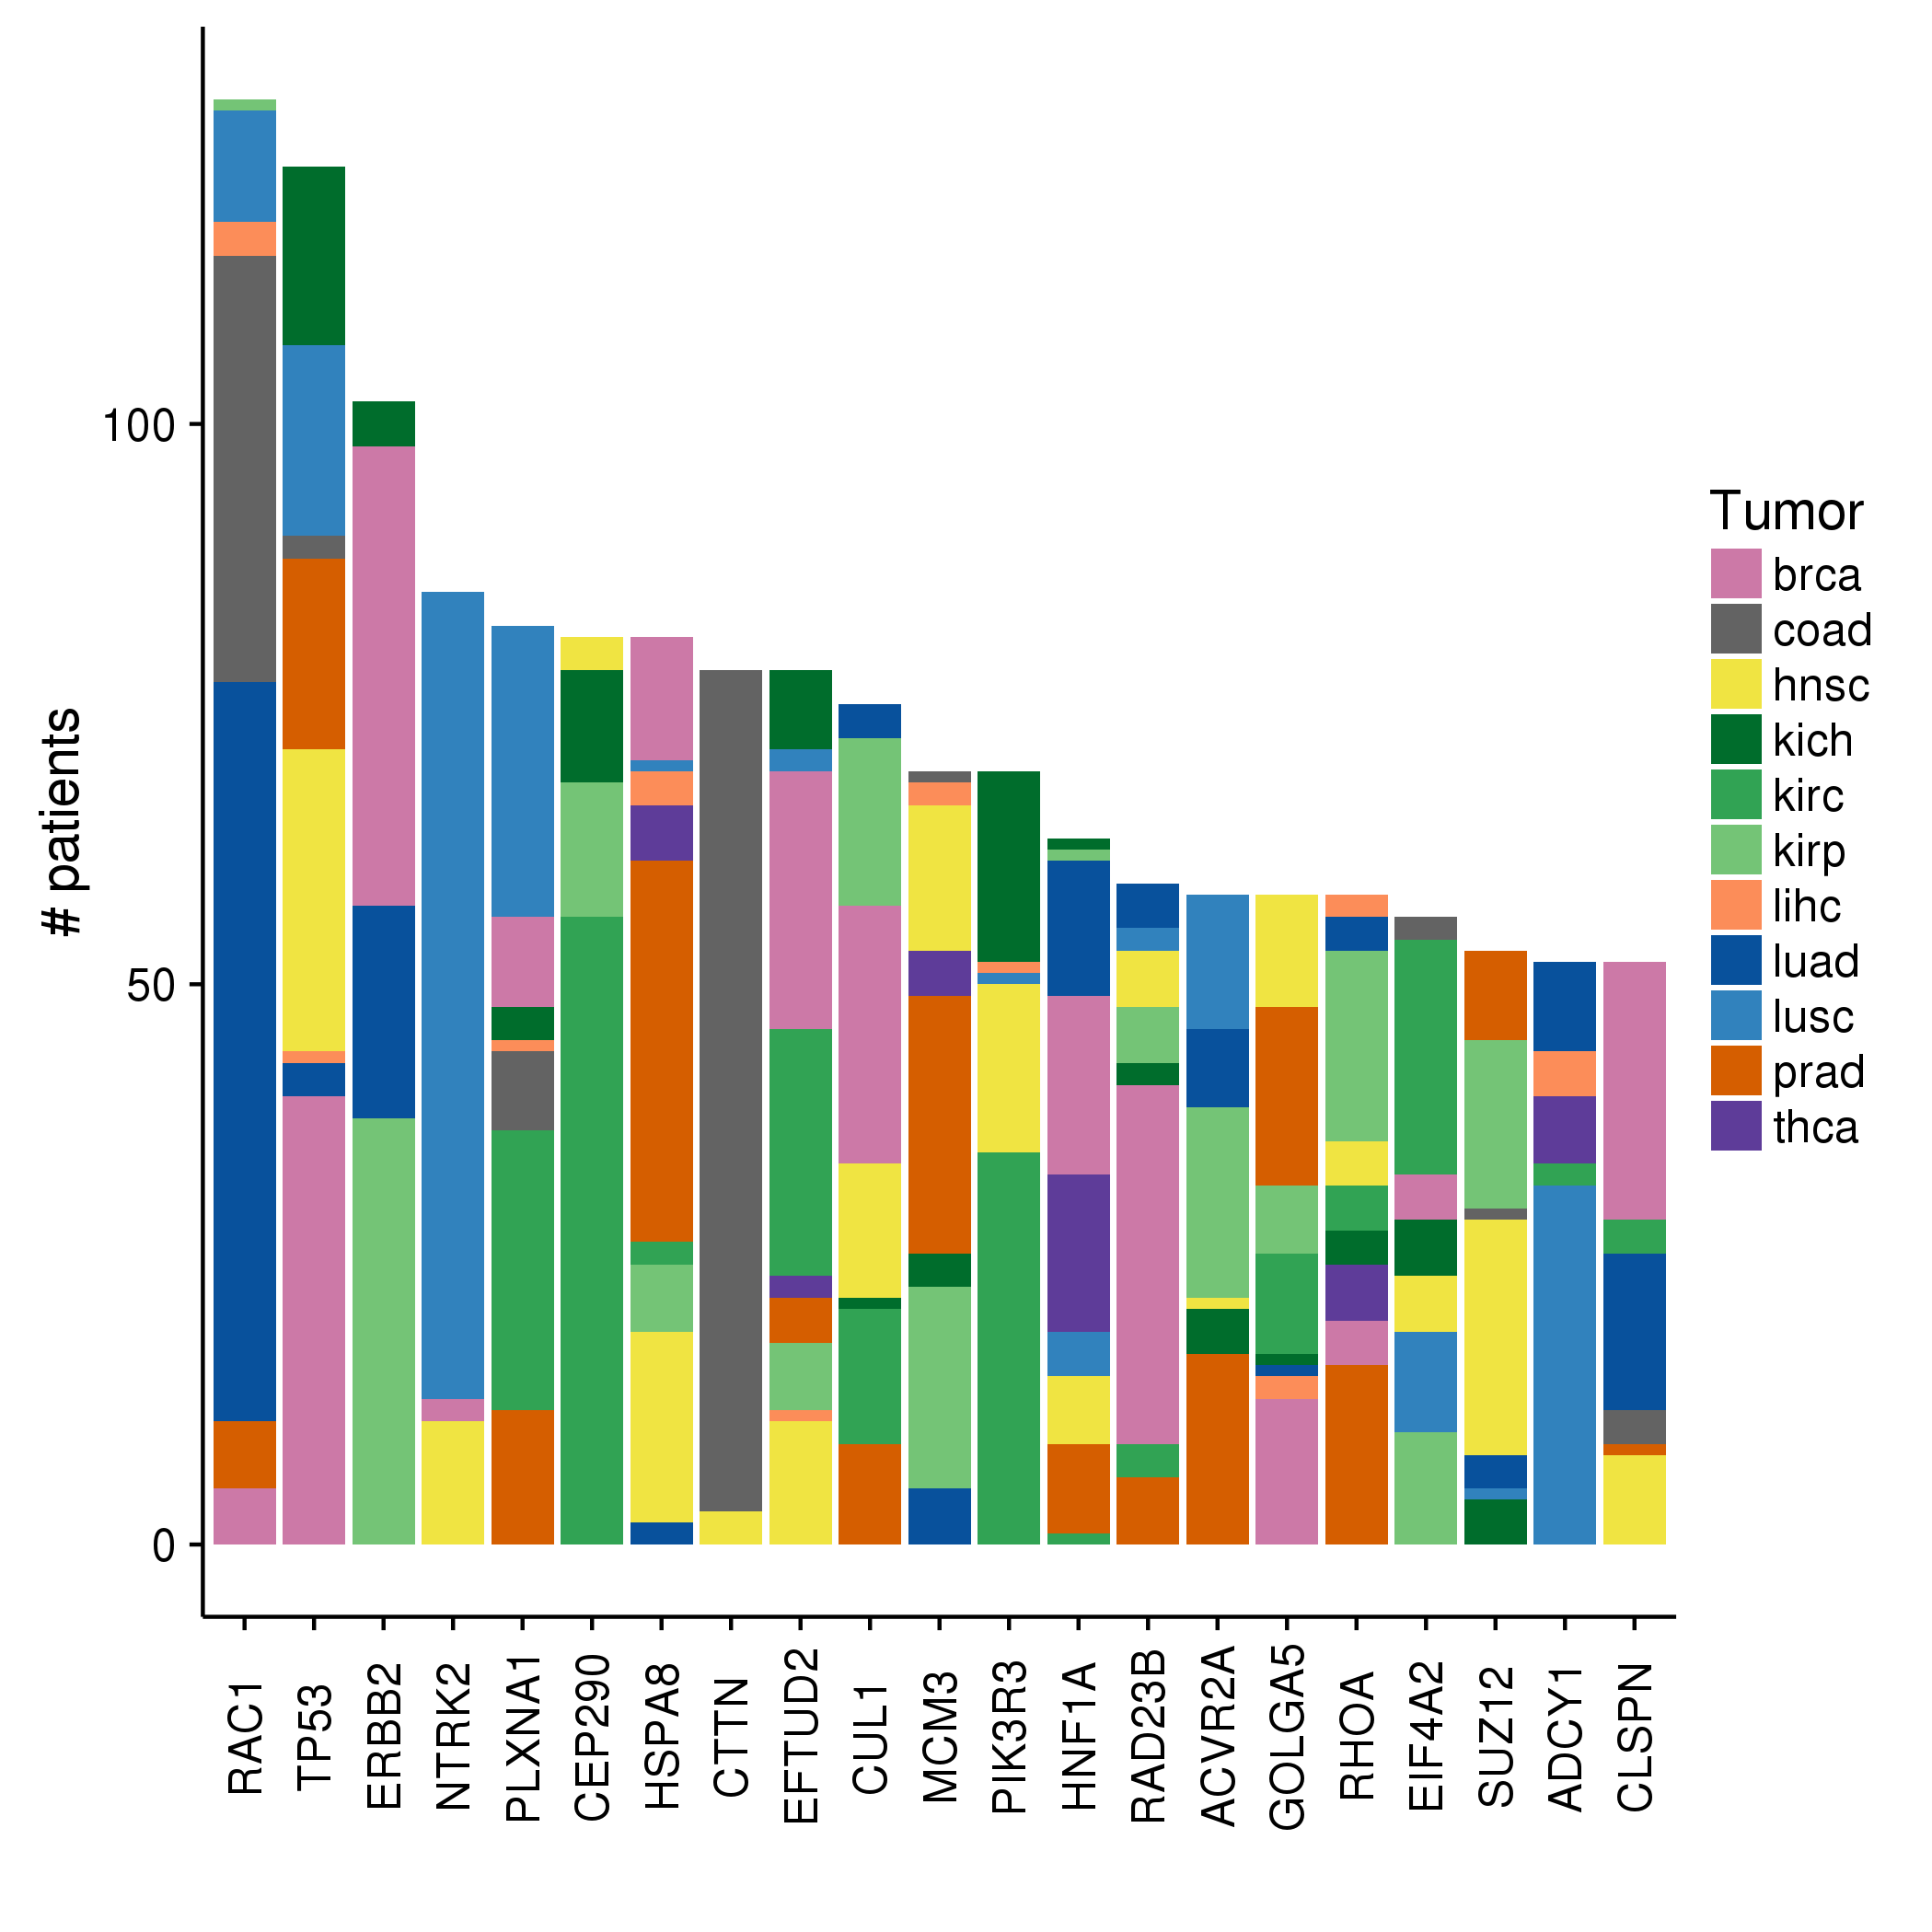 # patients
100
50
0
RAC1
TP53
ERBB2
NTRK2
PLXNA1
CEP290
HSPA8
CTTN
EFTUD2
CUL1
MCM3
PIK3R3
HNF1A
RAD23B
ACVR2A
GOLGA5
RHOA
EIF4A2
SUZ12
ADCY1
CLSPN
Tumor
brca
coad
hnsc
kich
kirc
kirp
lihc
luad
lusc
prad
thca